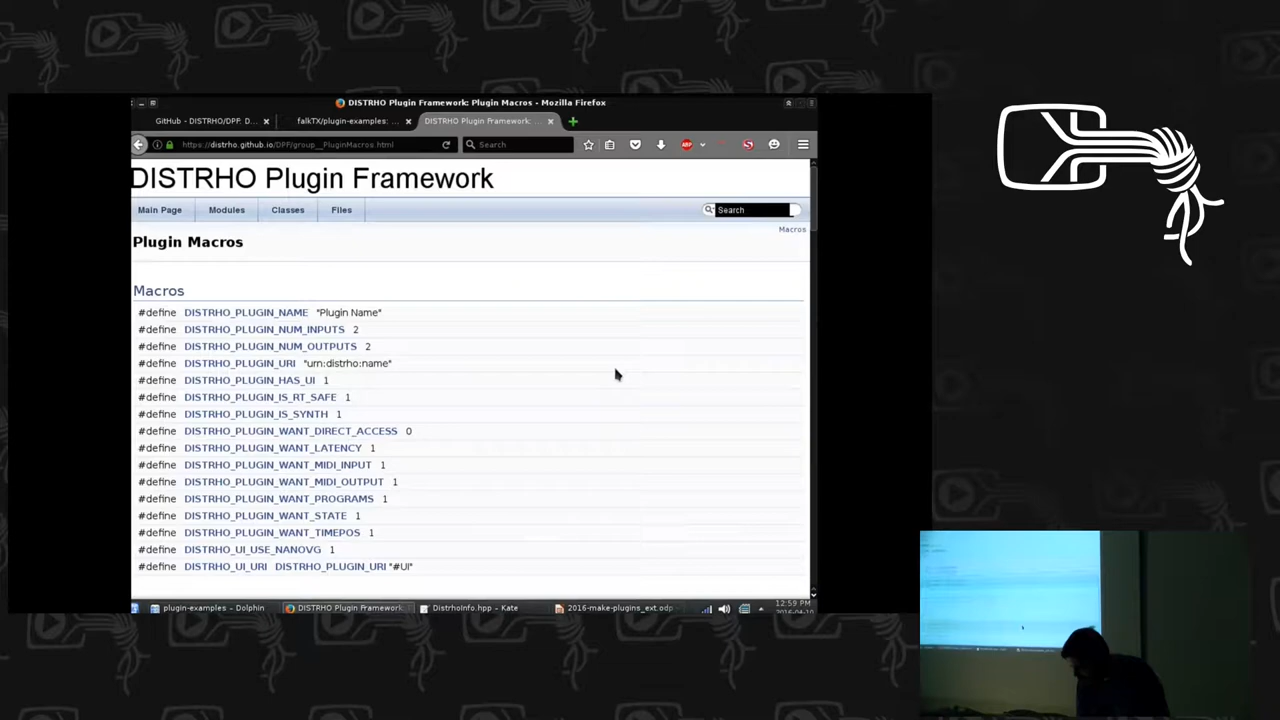 DISTRHO Plugin Framework: Plugin Macros - Mozilla Firefox
GitHub - DISTRHO/DPF: D...
falkTX/plugin-examples: ...
DISTRHO Plugin Framework: ...
https://distrho.github.io/DPF/group__PluginMacros.html
Search
DISTRHO Plugin Framework
Main Page
Modules
Classes
Files
Search
Macros
Plugin Macros
Macros
#define DISTRHO_PLUGIN_NAME "Plugin Name"
#define DISTRHO_PLUGIN_NUM_INPUTS 2
#define DISTRHO_PLUGIN_NUM_OUTPUTS 2
#define DISTRHO_PLUGIN_URI "urn:distrho:name"
#define DISTRHO_PLUGIN_HAS_UI 1
#define DISTRHO_PLUGIN_IS_RT_SAFE 1
#define DISTRHO_PLUGIN_IS_SYNTH 1
#define DISTRHO_PLUGIN_WANT_DIRECT_ACCESS 0
#define DISTRHO_PLUGIN_WANT_LATENCY 1
#define DISTRHO_PLUGIN_WANT_MIDI_INPUT 1
#define DISTRHO_PLUGIN_WANT_MIDI_OUTPUT 1
#define DISTRHO_PLUGIN_WANT_PROGRAMS 1
#define DISTRHO_PLUGIN_WANT_STATE 1
#define DISTRHO_PLUGIN_WANT_TIMEPOS 1
#define DISTRHO_UI_USE_NANOVG 1
#define DISTRHO_UI_URI DISTRHO_PLUGIN_URI "#UI"
plugin-examples - Dolphin
DISTRHO Plugin Framework:
DistrhoInfo.hpp - Kate
2016-make-plugins_ext.odp
12:59 PM